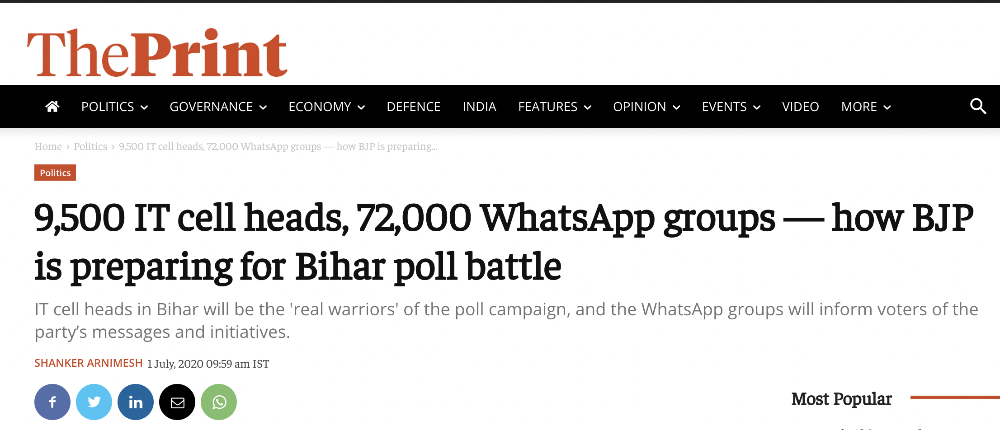 ThePrint
POLITICS GOVERNANCE ECONOMY DEFENCE INDIA FEATURES OPINION EVENTS VIDEO MORE
Home › Politics › 9,500 IT cell heads, 72,000 WhatsApp groups — how BJP is preparing...
Politics
9,500 IT cell heads, 72,000 WhatsApp groups — how BJP
is preparing for Bihar poll battle
IT cell heads in Bihar will be the 'real warriors' of the poll campaign, and the WhatsApp groups will inform voters of the
party’s messages and initiatives.
SHANKER ARNIMESH 1 July, 2020 09:59 am IST
Most Popular